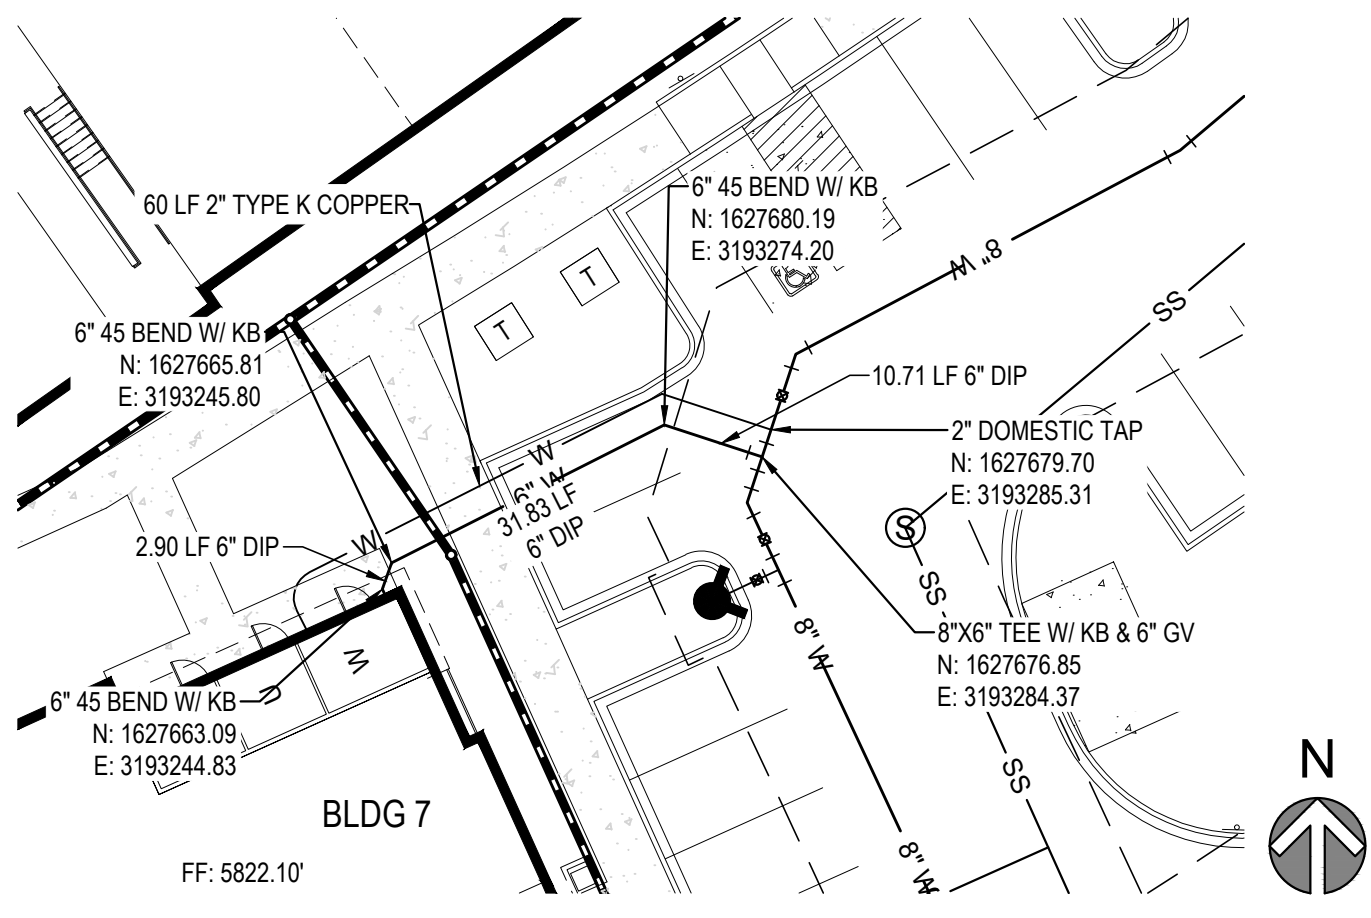 60 LF 2" TYPE K COPPER
6" 45 BEND W/ KB
N: 1627680.19
E: 3193274.20
8" W
SS
T
T
6" 45 BEND W/ KB
N: 1627665.81
E: 3193245.80
10.71 LF 6" DIP
2" DOMESTIC TAP
N: 1627679.70
E: 3193285.31
W
6" W
31.83 LF
6" DIP
W
2.90 LF 6" DIP
S
SS
8"X6" TEE W/ KB & 6" GV
N: 1627676.85
E: 3193284.37
8" W
M
6" 45 BEND W/ KB
N: 1627663.09
E: 3193244.83
SS
N
BLDG 7
8" W
FF: 5822.10'